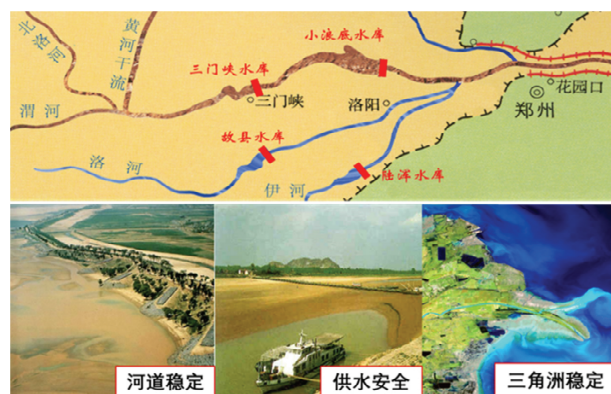 北洛河
黄河干流
小浪底水库
三门峡水库
三门峡
洛阳
花园口
郑州
渭河
故县水库
洛河
伊河
陆浑水库
河道稳定
供水安全
三角洲稳定